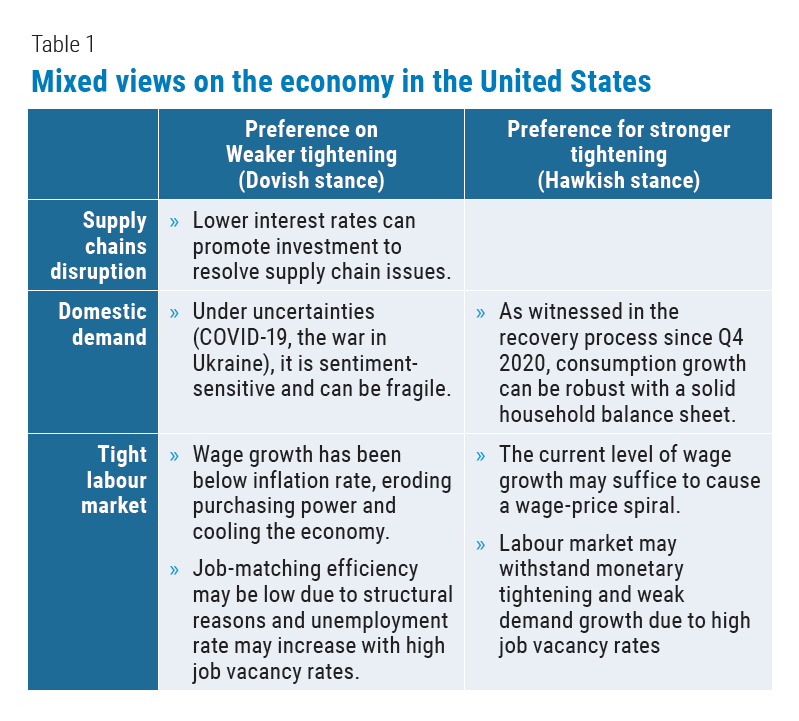 Table 1
Mixed views on the economy in the United States
Preference on
Weaker tightening
(Dovish stance)
Preference for stronger
tightening
(Hawkish stance)
Supply
chains
disruption
» Lower interest rates can
promote investment to
resolve supply chain issues.
Domestic
demand
» Under uncertainties
(COVID-19, the war in
Ukraine), it is sentiment-
sensitive and can be fragile.
» As witnessed in the
recovery process since Q4
2020, consumption growth
can be robust with a solid
household balance sheet.
Tight
labour
market
» Wage growth has been
below inflation rate, eroding
purchasing power and
cooling the economy.
» Job-matching efficiency
may be low due to structural
reasons and unemployment
rate may increase with high
job vacancy rates.
» The current level of wage
growth may suffice to cause
a wage-price spiral.
» Labour market may
withstand monetary
tightening and weak
demand growth due to high
job vacancy rates